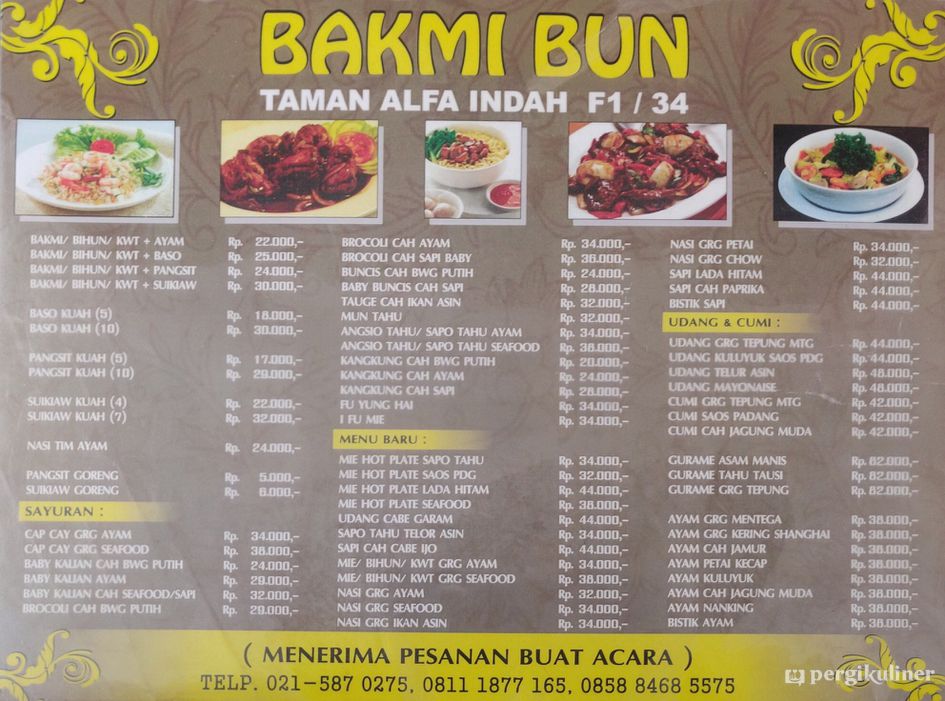 BAKMI BUN
TAMAN ALFA INDAH F1 / 34
BAKMI/ BIHUN/ KWT + AYAM Rp. 22.000,-
BAKMI/ BIHUN/ KWT + BASO Rp. 25.000,-
BAKMI/ BIHUN/ KWT + PANGSIT Rp. 24.000,-
BAKMI/ BIHUN/ KWT + SUIKIAW Rp. 30.000,-
BASO KUAH (5) Rp. 18.000,-
BASO KUAH (10) Rp. 30.000,-
PANGSIT KUAH (5) Rp. 17.000,-
PANGSIT KUAH (10) Rp. 29.000,-
SUIKIAW KUAH (4) Rp. 22.000,-
SUIKIAW KUAH (7) Rp. 32.000,-
NASI TIM AYAM Rp. 24.000,-
PANGSIT GORENG Rp. 5.000,-
SUIKIAW GORENG Rp. 6.000,-
SAYURAN :
CAP CAY GRG AYAM Rp. 34.000,-
CAP CAY GRG SEAFOOD Rp. 38.000,-
BABY KALIAN CAH BWG PUTIH Rp. 24.000,-
BABY KALIAN AYAM Rp. 29.000,-
BABY KALIAN CAH SEAFOOD/SAPI Rp. 32.000,-
BROCOLI CAH BWG PUTIH Rp. 29.000,-
BROCOLI CAH AYAM Rp. 34.000,-
BROCOLI CAH SAPI BABY Rp. 36.000,-
BUNCIS CAH BWG PUTIH Rp. 24.000,-
BABY BUNCIS CAH SAPI Rp. 28.000,-
TAUGE CAH IKAN ASIN Rp. 32.000,-
MUN TAHU Rp. 32.000,-
ANGSIO TAHU/ SAPO TAHU AYAM Rp. 34.000,-
ANGSIO TAHU/ SAPO TAHU SEAFOOD Rp. 36.000,-
KANGKUNG CAH BWG PUTIH Rp. 20.000,-
KANGKUNG CAH AYAM Rp. 24.000,-
KANGKUNG CAH SAPI Rp. 28.000,-
FU YUNG HAI Rp. 34.000,-
I FU MIE Rp. 34.000,-
MENU BARU :
MIE HOT PLATE SAPO TAHU Rp. 34.000,-
MIE HOT PLATE SAOS PDG Rp. 32.000,-
MIE HOT PLATE LADA HITAM Rp. 44.000,-
MIE HOT PLATE SEAFOOD Rp. 38.000,-
UDANG CABE GARAM Rp. 44.000,-
SAPO TAHU TELOR ASIN Rp. 34.000,-
SAPI CAH CABE IJO Rp. 44.000,-
MIE/ BIHUN/ KWT GRG AYAM Rp. 34.000,-
MIE/ BIHUN/ KWT GRG SEAFOOD Rp. 38.000,-
NASI GRG AYAM Rp. 32.000,-
NASI GRG SEAFOOD Rp. 34.000,-
NASI GRG IKAN ASIN Rp. 34.000,-
NASI GRG PETAI Rp. 34.000,-
NASI GRG CHOW Rp. 32.000,-
SAPI LADA HITAM Rp. 44.000,-
SAPI CAH PAPRIKA Rp. 44.000,-
BISTIK SAPI Rp. 44.000,-
UDANG & CUMI :
UDANG GRG TEPUNG MTG Rp. 44.000,-
UDANG KULUYUK SAOS PDG Rp. 44.000,-
UDANG TELUR ASIN Rp. 48.000,-
UDANG MAYONAISE Rp. 48.000,-
CUMI GRG TEPUNG MTG Rp. 42.000,-
CUMI SAOS PADANG Rp. 42.000,-
CUMI CAH JAGUNG MUDA Rp. 42.000,-
GURAME ASAM MANIS Rp. 62.000,-
GURAME TAHU TAUSI Rp. 62.000,-
GURAME GRG TEPUNG Rp. 62.000,-
AYAM GRG MENTEGA Rp. 38.000,-
AYAM GRG KERING SHANGHAI Rp. 38.000,-
AYAM CAH JAMUR Rp. 38.000,-
AYAM PETAI KECAP Rp. 38.000,-
AYAM KULUYUK Rp. 38.000,-
AYAM CAH JAGUNG MUDA Rp. 38.000,-
AYAM NANKING Rp. 38.000,-
BISTIK AYAM Rp. 38.000,-
( MENERIMA PESANAN BUAT ACARA )
TELP. 021-587 0275, 0811 1877 165, 0858 8468 5575
pergikuliner